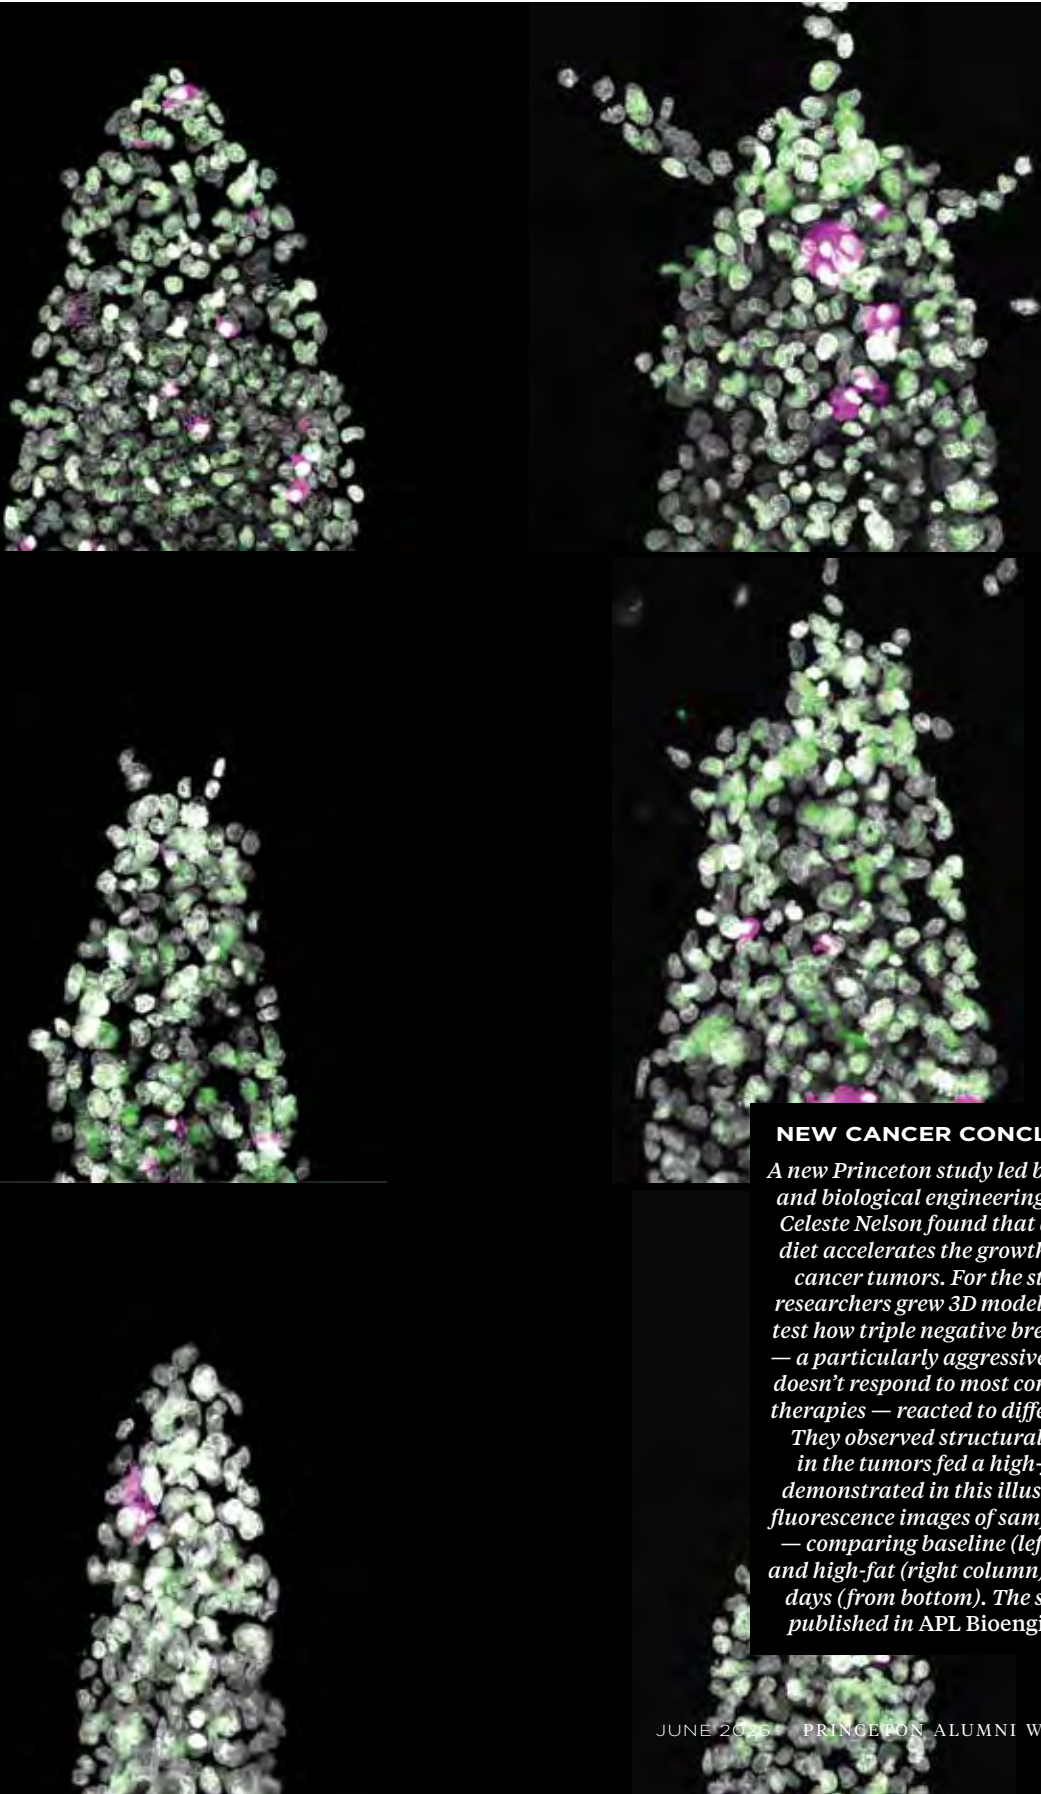 NEW CANCER CONCL
A new Princeton study led b
and biological engineering
Celeste Nelson found that
diet accelerates the growth
cancer tumors. For the st
researchers grew 3D model
test how triple negative bre
— a particularly aggressive
doesn’t respond to most con
therapies — reacted to diffe
They observed structural
in the tumors fed a high-
demonstrated in this illus
fluorescence images of sam
— comparing baseline (lef
and high-fat (right column)
days (from bottom). The s
published in APL Bioengi
JUNE 2026 PRINCETON ALUMNI W